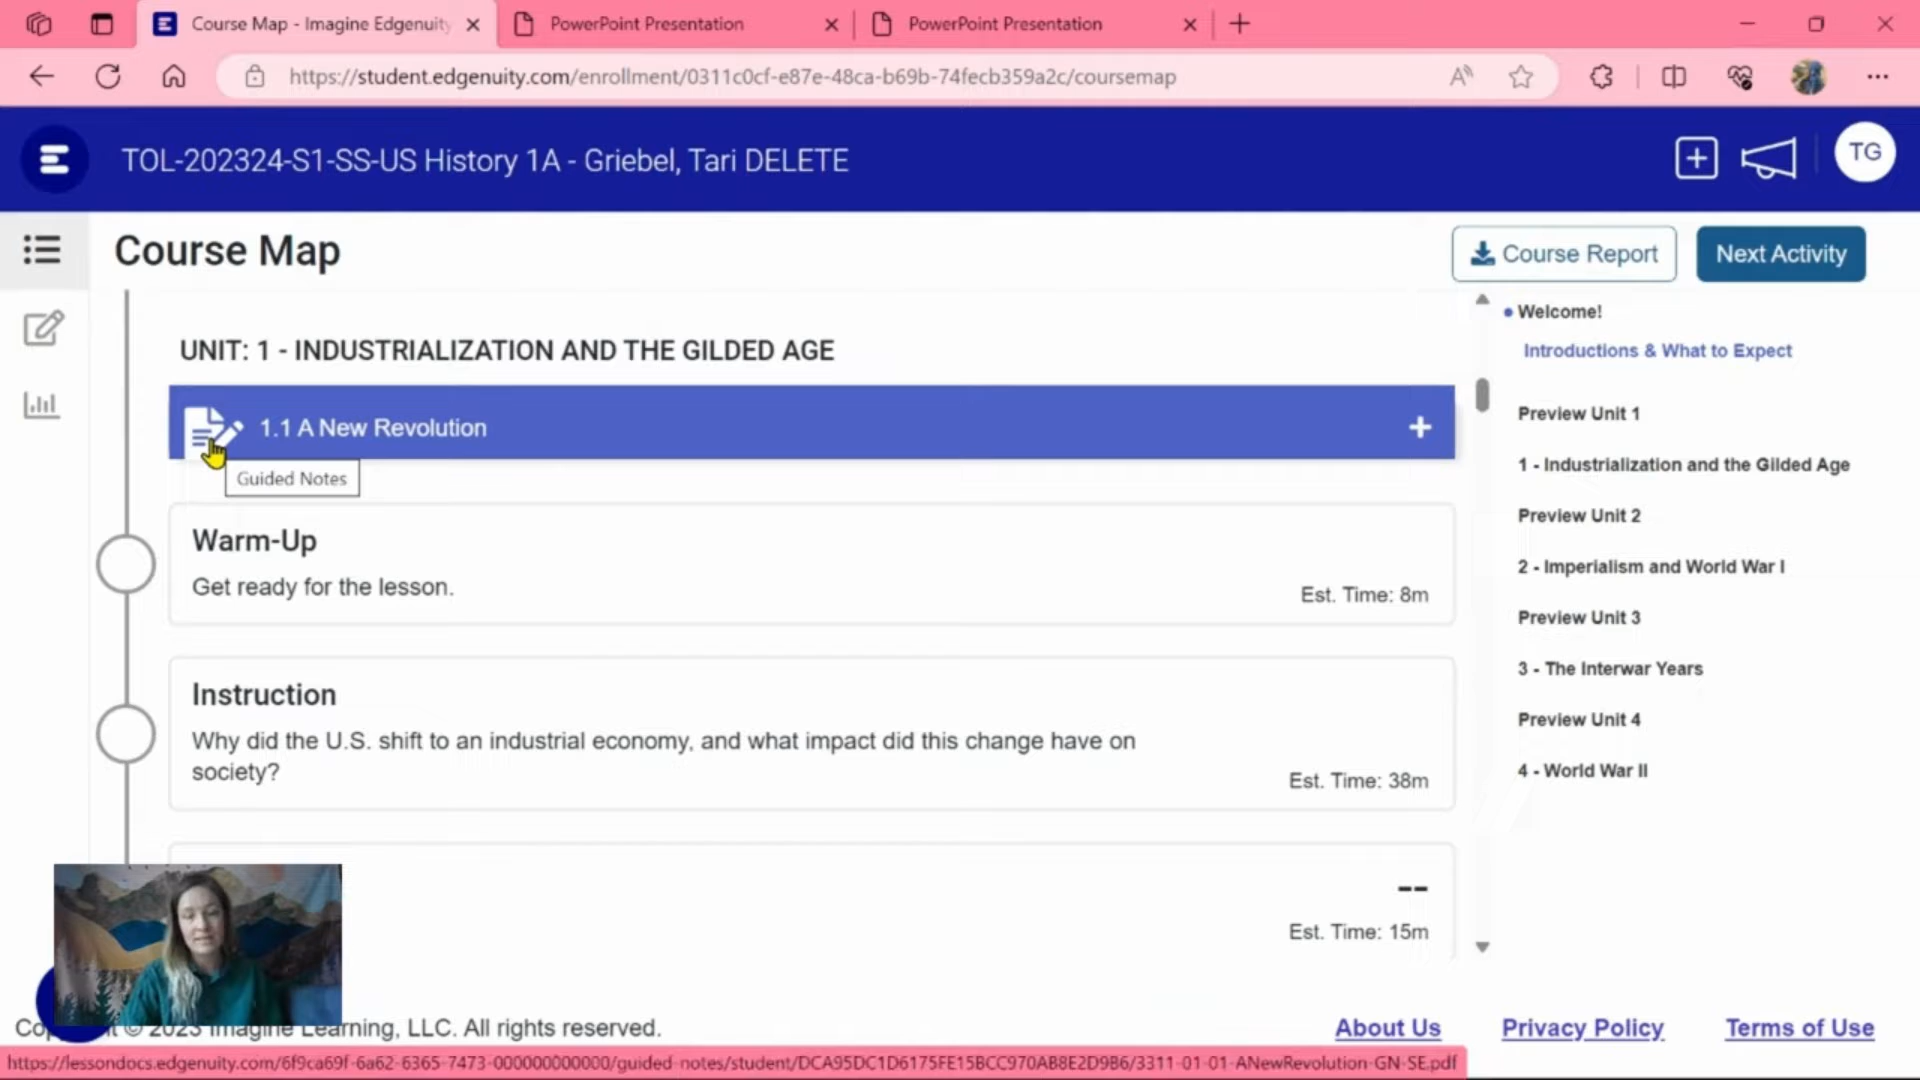 Course Map - Imagine Edgenuity
PowerPoint Presentation
PowerPoint Presentation
https://student.edgenuity.com/enrollment/0311c0cf-e87e-48ca-b69b-74fecb359a2c/coursemap
TOL-202324-S1-SS-US History 1A - Griebel, Tari DELETE
TG
Course Map
Course Report
Next Activity
UNIT: 1 - INDUSTRIALIZATION AND THE GILDED AGE
1.1 A New Revolution
Guided Notes
Warm-Up
Get ready for the lesson.
Est. Time: 8m
Instruction
Why did the U.S. shift to an industrial economy, and what impact did this change have on
society?
Est. Time: 38m
--
Est. Time: 15m
Welcome!
Introductions & What to Expect
Preview Unit 1
1 - Industrialization and the Gilded Age
Preview Unit 2
2 - Imperialism and World War I
Preview Unit 3
3 - The Interwar Years
Preview Unit 4
4 - World War II
© 2023 Imagine Learning, LLC. All rights reserved.
About Us
Privacy Policy
Terms of Use
https://lessondocs.edgenuity.com/6f9ca69f-6a62-6365-7473-000000000000/guided-notes/student/DCA95DC1D6175FE15BCC970AB8E2D9B6/3311-01-01-ANewRevolution-GN-SE.pdf